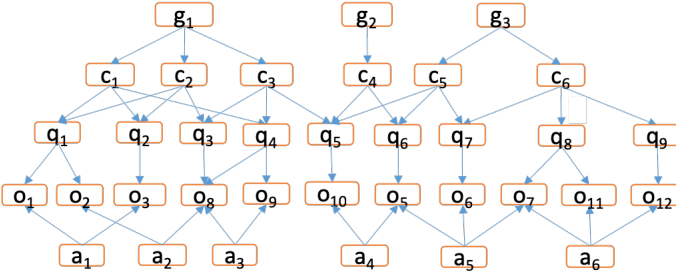 g₁ g₂ g₃
c₁ c₂ c₃ c₄ c₅ c₆
q₁ q₂ q₃ q₄ q₅ q₆ q₇ q₈ q₉
o₁ o₂ o₃ o₈ o₉ o₁₀ o₅ o₆ o₇ o₁₁ o₁₂
a₁ a₂ a₃ a₄ a₅ a₆